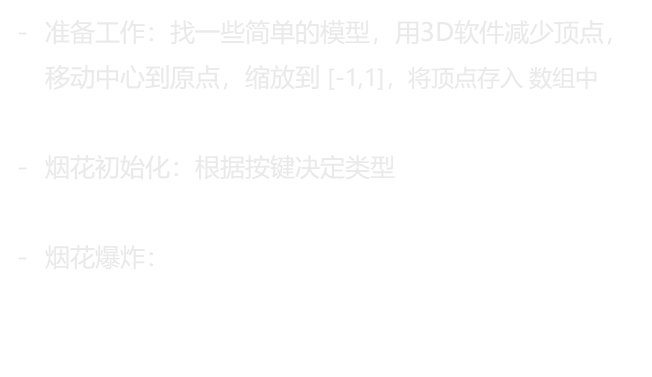 - 准备工作：找一些简单的模型，用3D软件减少顶点，
移动中心到原点，缩放到 [-1,1]，将顶点存入 数组中
- 烟花初始化：根据按键决定类型
- 烟花爆炸：